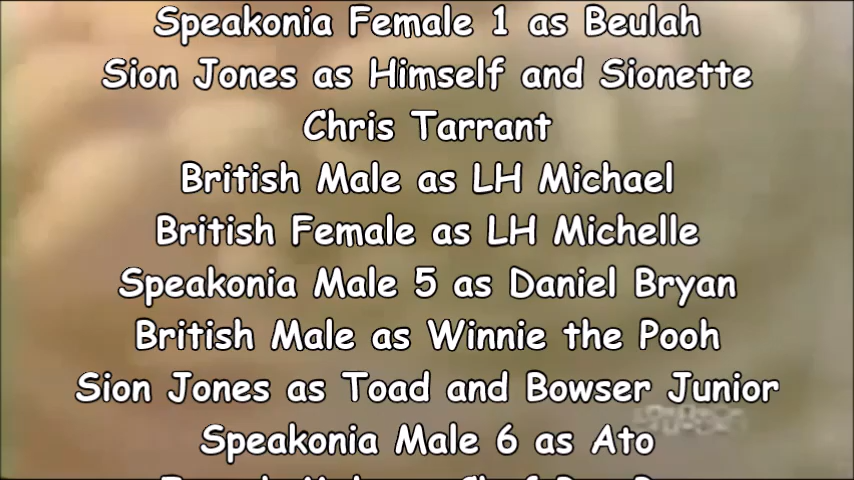 Speakonia Female 1 as Beulah
Sion Jones as Himself and Sionette
Chris Tarrant
British Male as LH Michael
British Female as LH Michelle
Speakonia Male 5 as Daniel Bryan
British Male as Winnie the Pooh
Sion Jones as Toad and Bowser Junior
Speakonia Male 6 as Ato